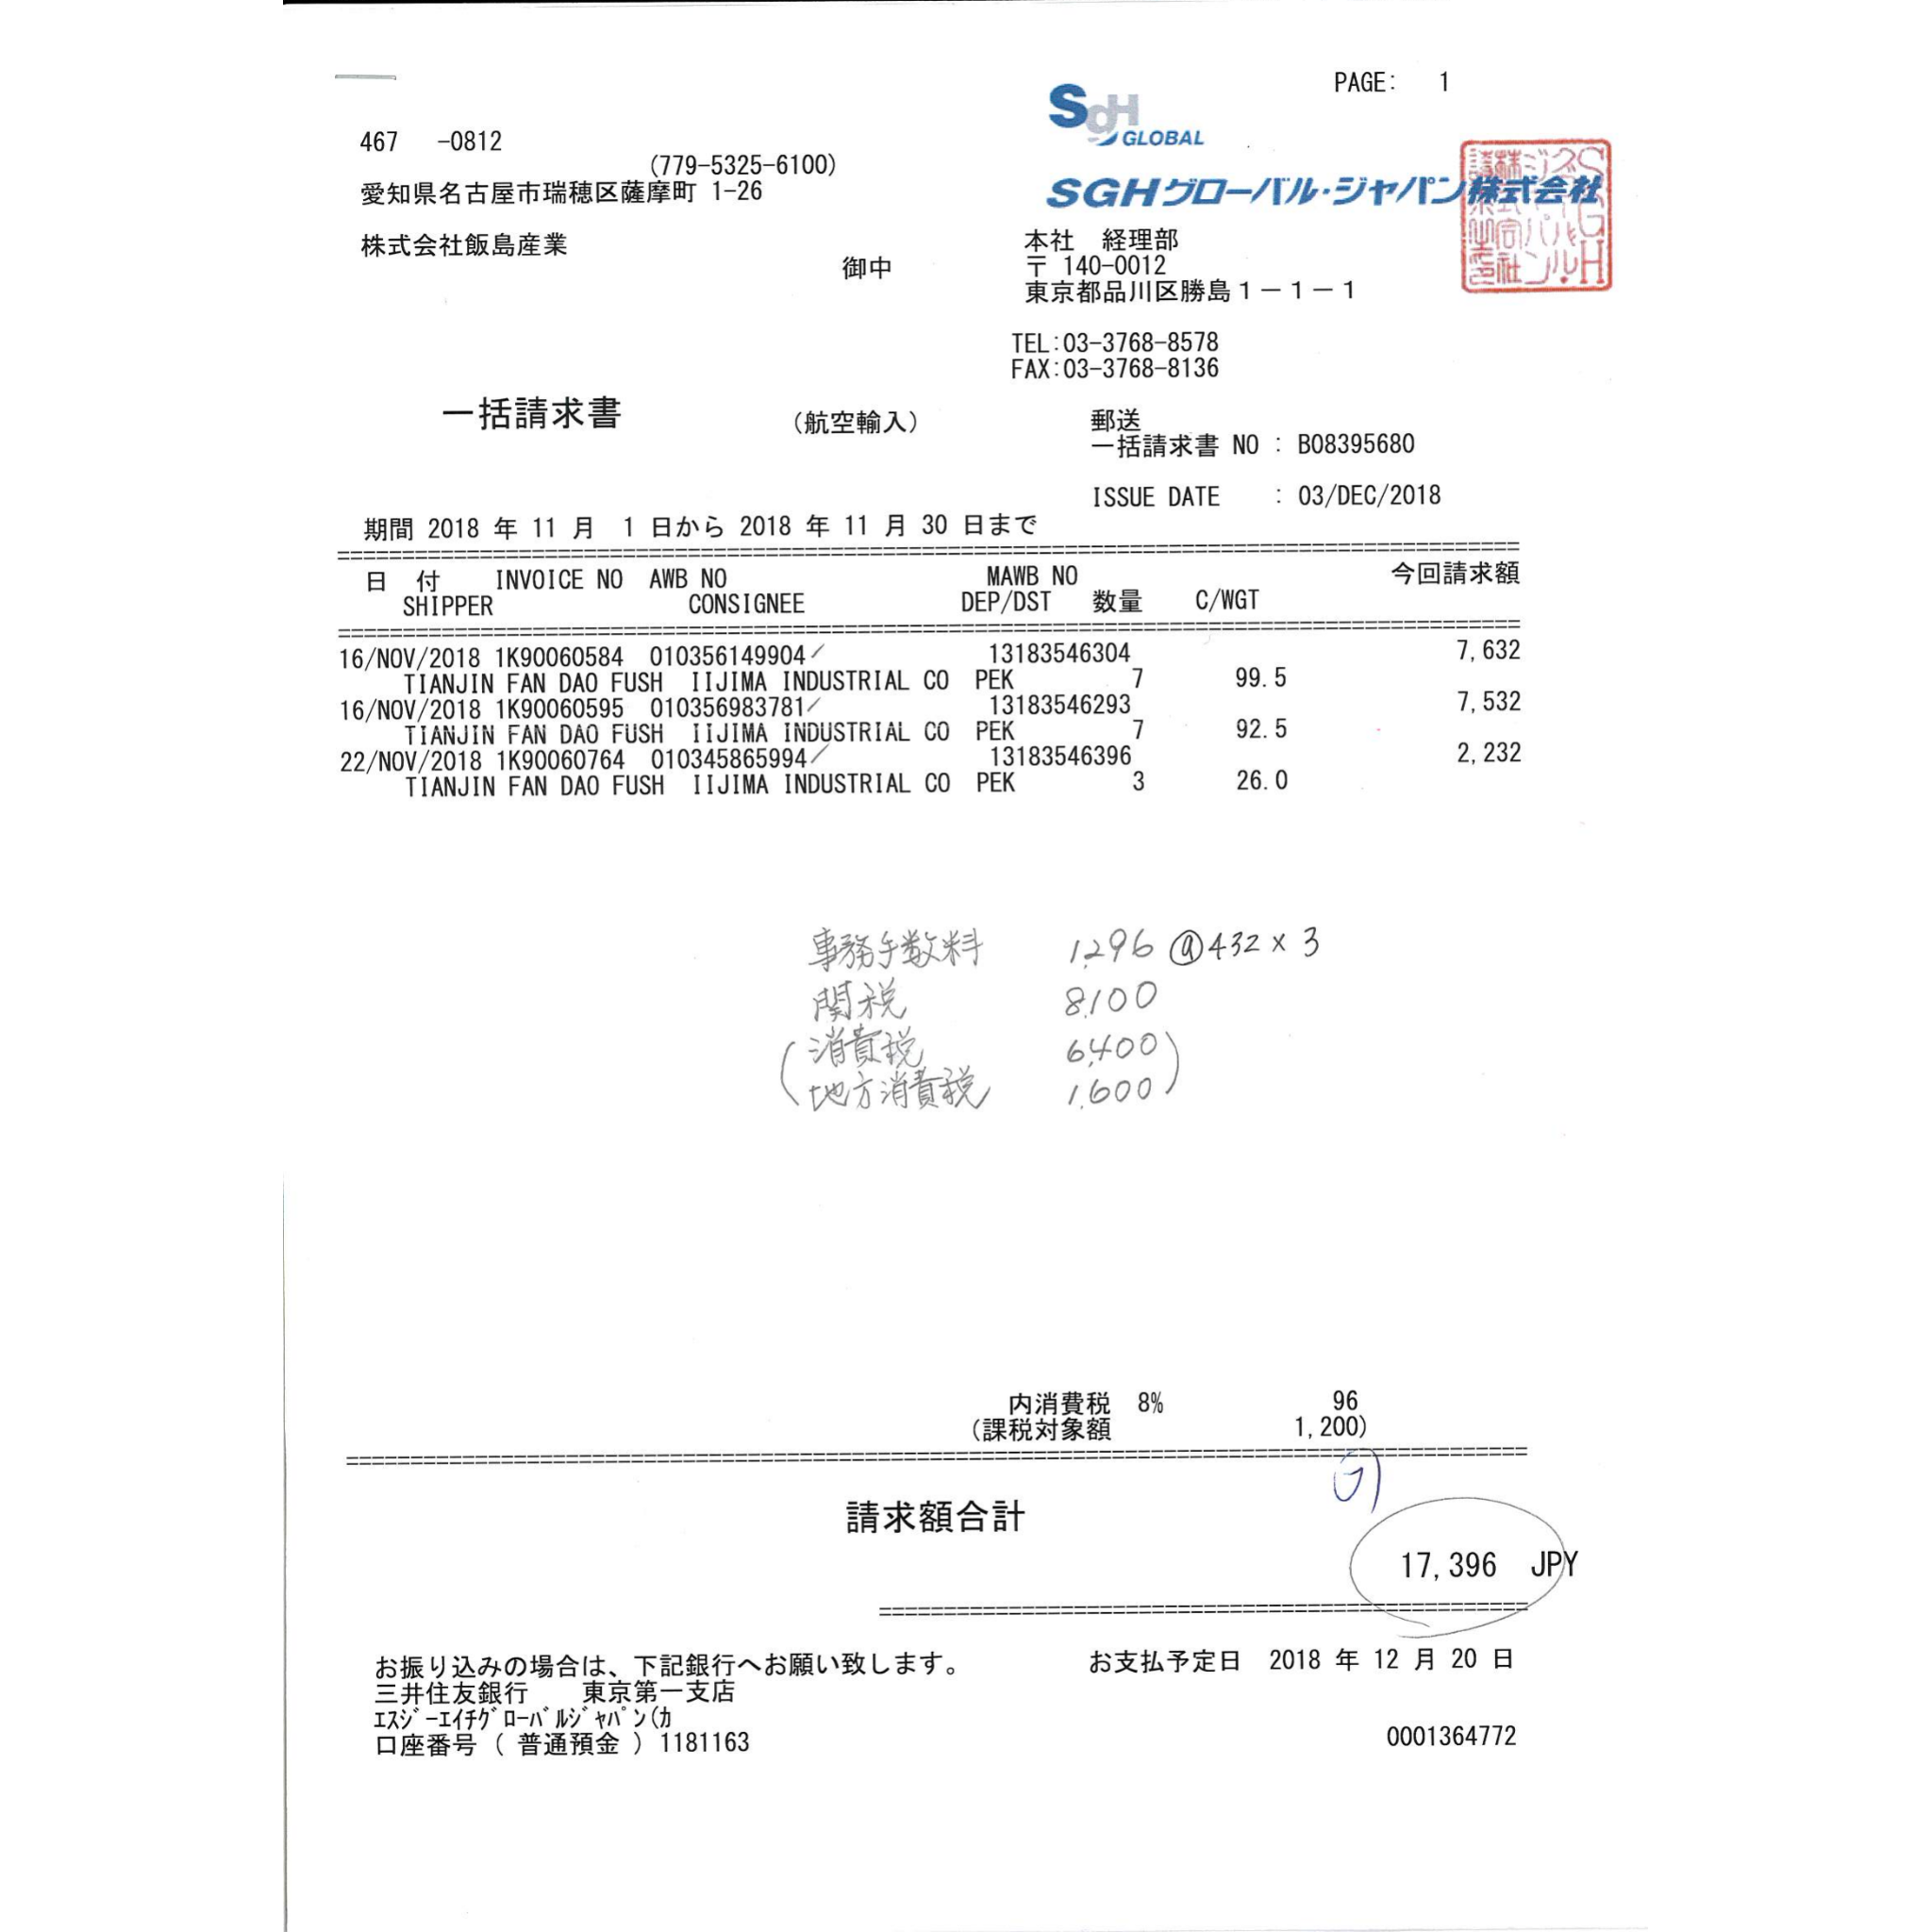 PAGE: 1
SGH GLOBAL
467 -0812
(779-5325-6100)
愛知県名古屋市瑞穂区薩摩町 1-26
SGHグローバル・ジャパン株式会社
株式会社飯島産業
御中
本社 経理部
〒 140-0012
東京都品川区勝島1-1-1
TEL:03-3768-8578
FAX:03-3768-8136
一括請求書 (航空輸入)
郵送
一括請求書 NO : B08395680
ISSUE DATE : 03/DEC/2018
期間 2018 年 11 月 1 日から 2018 年 11 月 30 日まで
日 付 INVOICE NO AWB NO MAWB NO 今回請求額
SHIPPER CONSIGNEE DEP/DST 数量 C/WGT
16/NOV/2018 1K90060584 010356149904 13183546304 7,632
TIANJIN FAN DAO FUSH IIJIMA INDUSTRIAL CO PEK 7 99.5
16/NOV/2018 1K90060595 010356983781 13183546293 7,532
TIANJIN FAN DAO FUSH IIJIMA INDUSTRIAL CO PEK 7 92.5
22/NOV/2018 1K90060764 010345865994 13183546396 2,232
TIANJIN FAN DAO FUSH IIJIMA INDUSTRIAL CO PEK 3 26.0
事務手数料 1,296 @432×3
関税 8,100
(消費税 6,400)
(地方消費税 1,600)
内消費税 8% 96
(課税対象額 1,200)
請求額合計
17,396 JPY
お振り込みの場合は、下記銀行へお願い致します。
お支払予定日 2018 年 12 月 20 日
三井住友銀行 東京第一支店
ｴｽｼﾞｰｴｲﾁｸﾞﾛｰﾊﾞﾙｼﾞｬﾊﾟﾝ(ｶ
口座番号 ( 普通預金 ) 1181163
0001364772